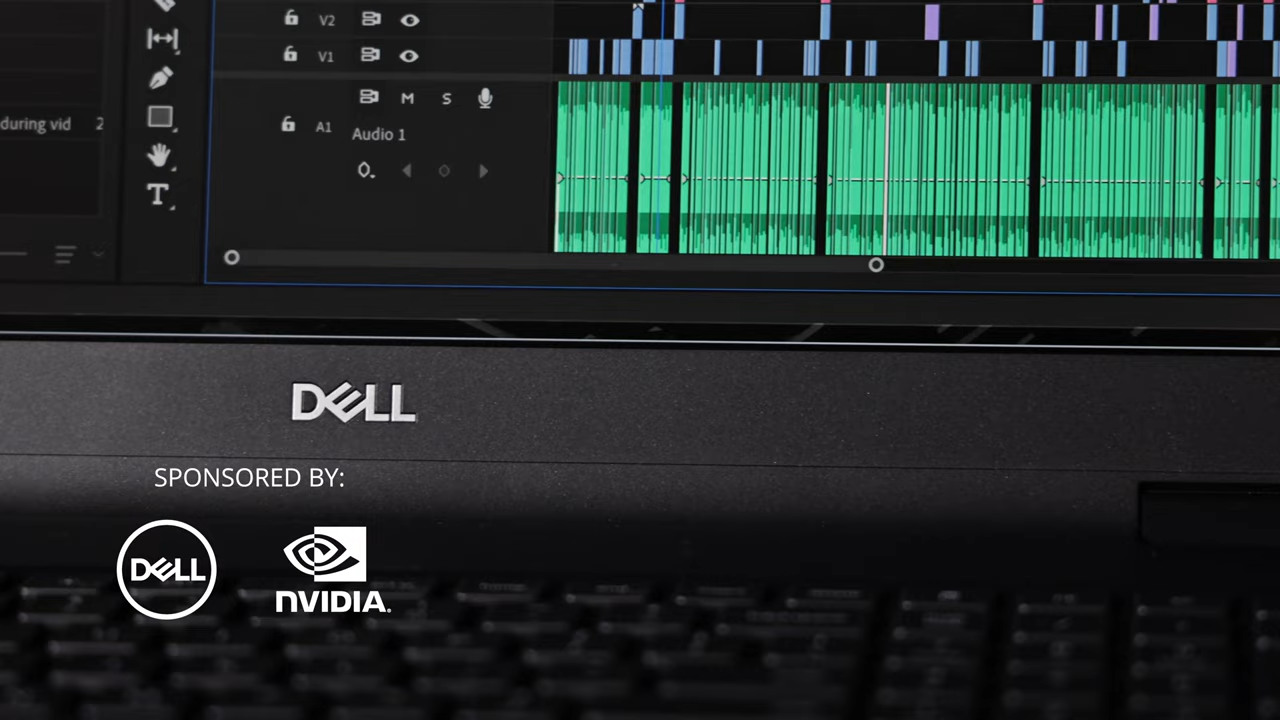 V2
V1
M S
during vid 2
A1 Audio 1
T
DELL
SPONSORED BY:
DELL
NVIDIA.